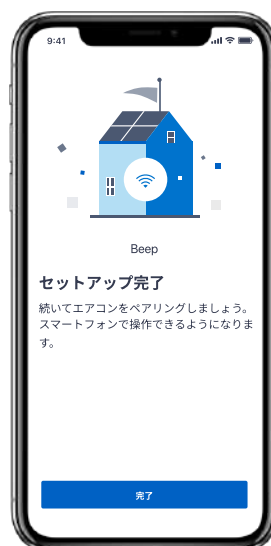 9:41
Beep
セットアップ完了
続いてエアコンをペアリングしましょう。
スマートフォンで操作できるようになりま
す。
完了